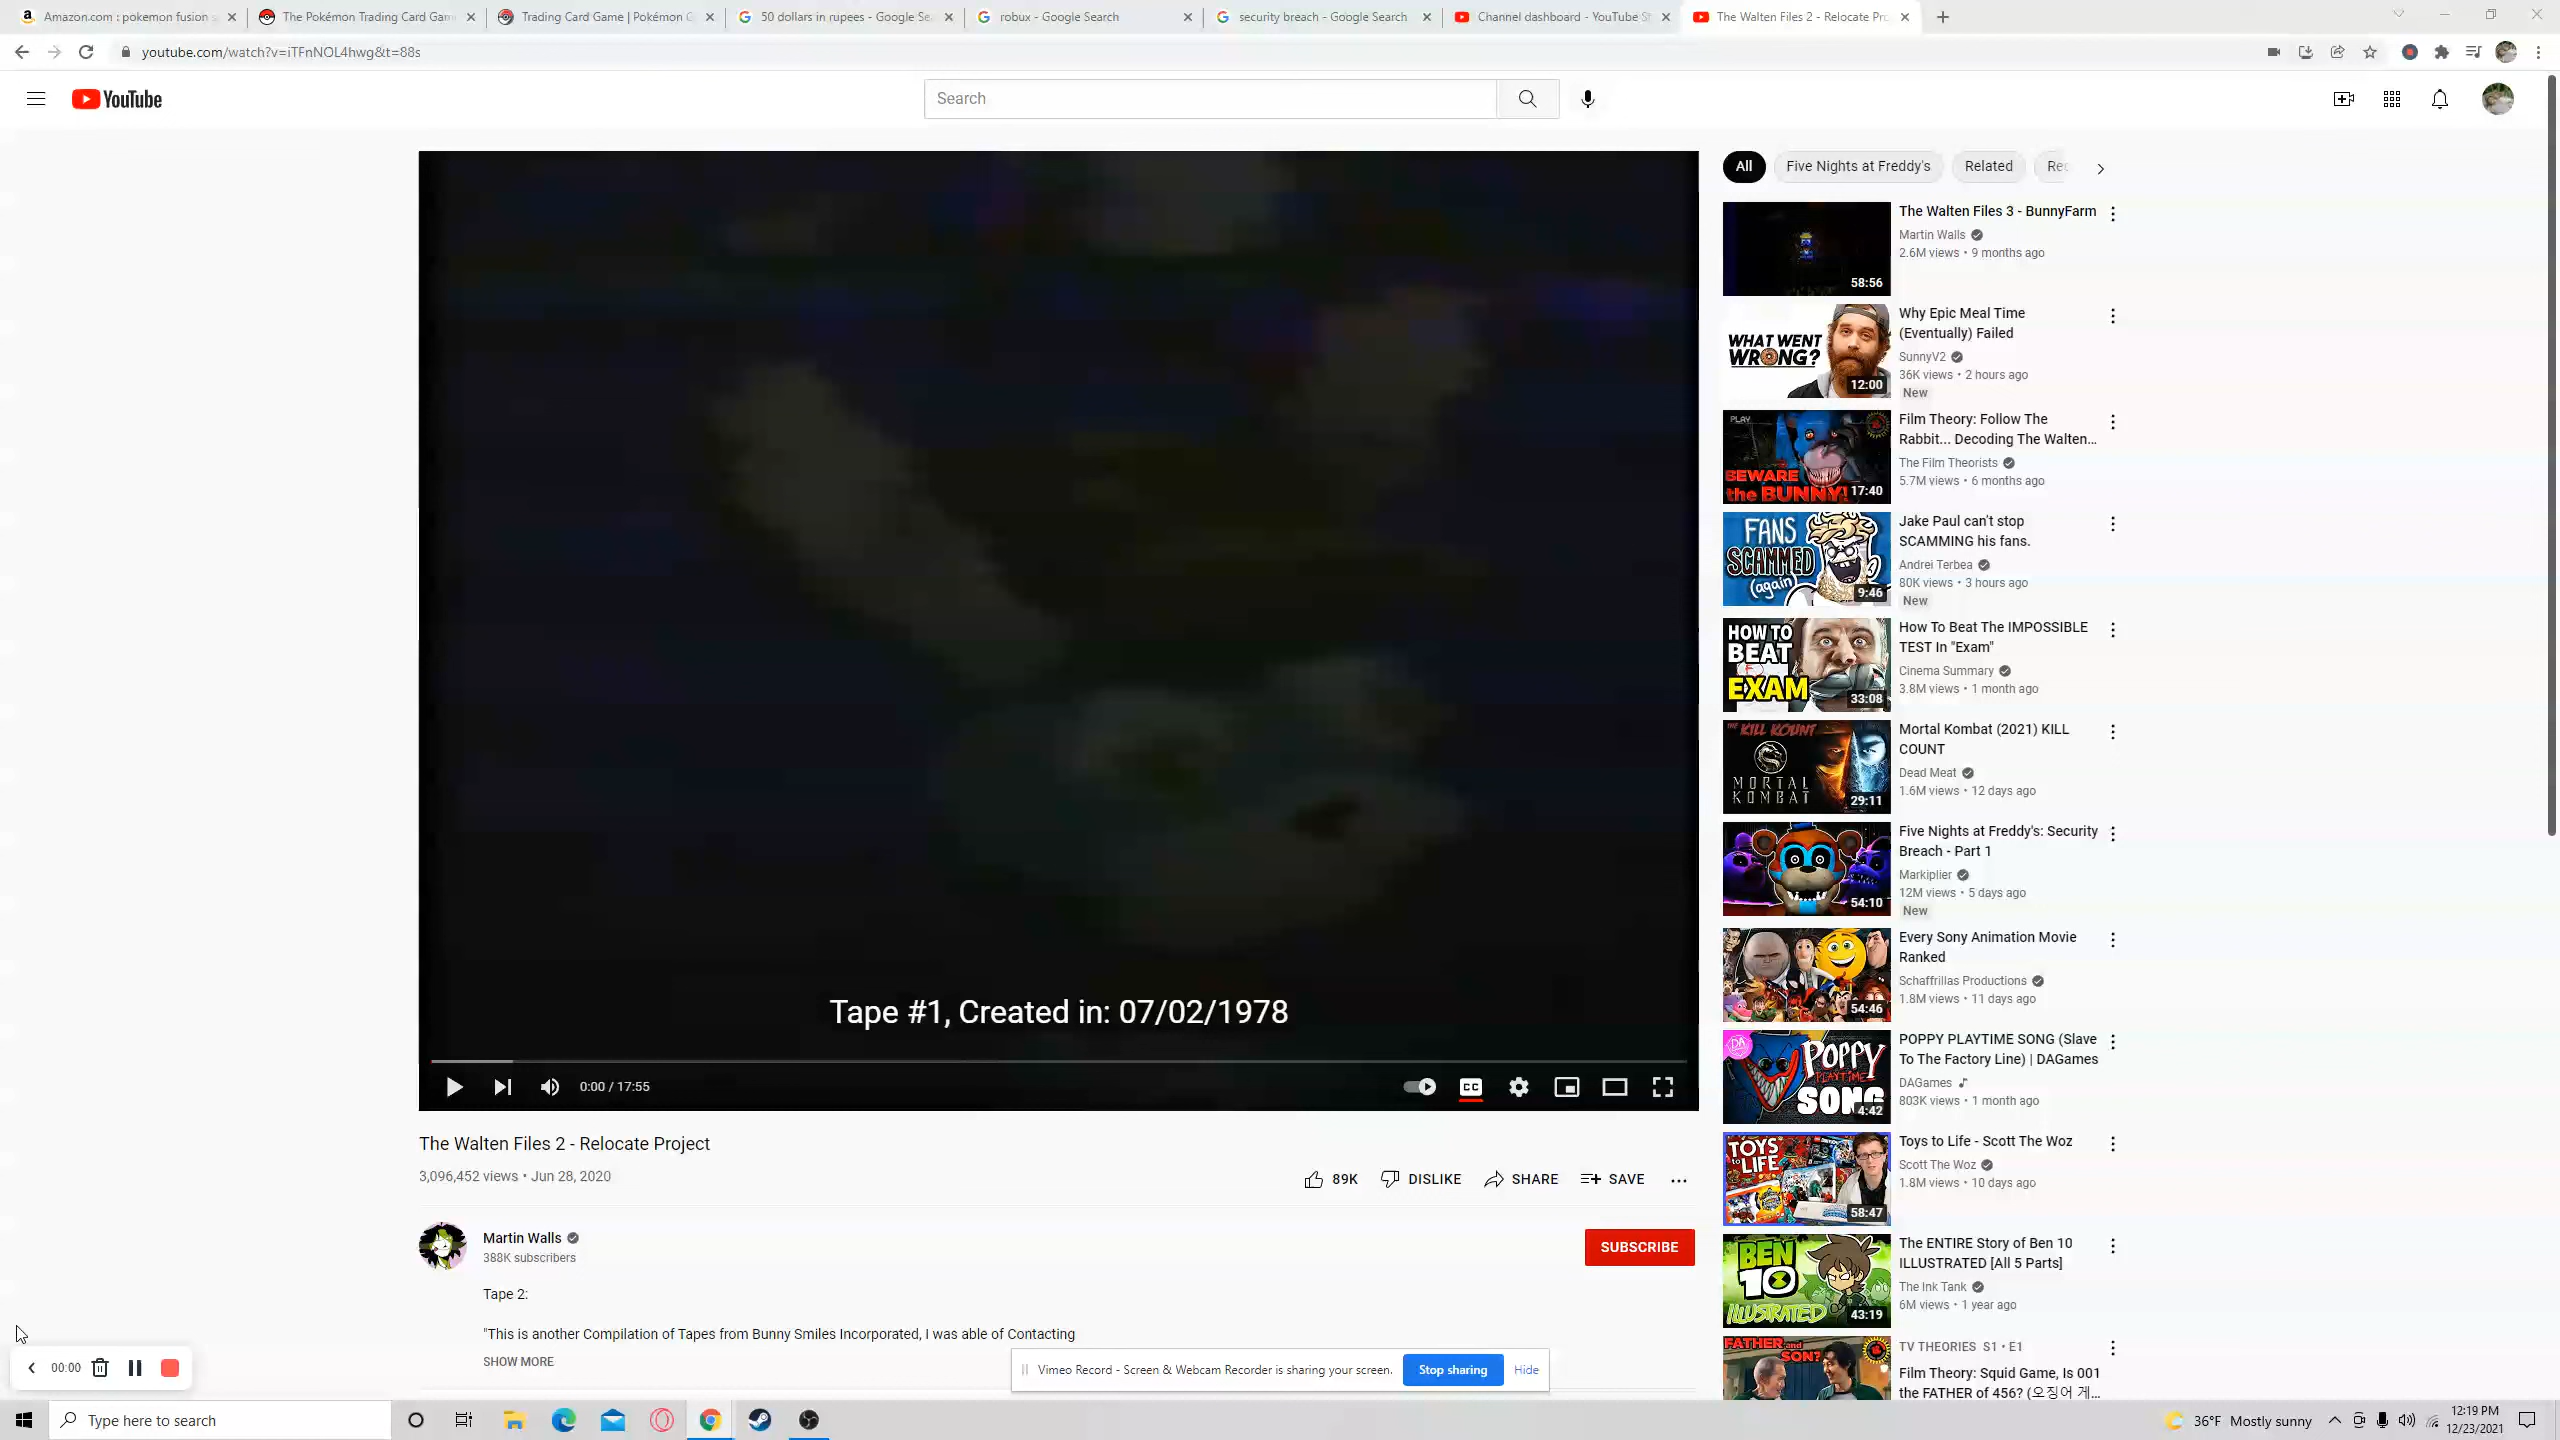 Amazon.com : pokemon fusion
The Pokémon Trading Card Gam
Trading Card Game | Pokémon
50 dollars in rupees - Google Se
robux - Google Search
security breach - Google Search
Channel dashboard - YouTube St
The Walten Files 2 - Relocate Pro
youtube.com/watch?v=iTFnNOL4hwg&t=88s
YouTube
Search
All
Five Nights at Freddy's
Related
Rec
Tape #1, Created in: 07/02/1978
0:00 / 17:55
CC
The Walten Files 2 - Relocate Project
3,096,452 views • Jun 28, 2020
89K
DISLIKE
SHARE
SAVE
Martin Walls
388K subscribers
SUBSCRIBE
Tape 2:
"This is another Compilation of Tapes from Bunny Smiles Incorporated, I was able of Contacting
SHOW MORE
58:56
The Walten Files 3 - BunnyFarm
Martin Walls
2.6M views • 9 months ago
WHAT WENT
WRONG?
12:00
Why Epic Meal Time
(Eventually) Failed
SunnyV2
36K views • 2 hours ago
New
PLAY
BEWARE
the BUNNY!
17:40
Film Theory: Follow The
Rabbit... Decoding The Walten...
The Film Theorists
5.7M views • 6 months ago
FANS
SCAMMED
(again)
9:46
Jake Paul can't stop
SCAMMING his fans.
Andrei Terbea
80K views • 3 hours ago
New
HOW TO
BEAT
EXAM
33:08
How To Beat The IMPOSSIBLE
TEST In "Exam"
Cinema Summary
3.8M views • 1 month ago
THE KILL KOUNT
MORTAL
KOMBAT
29:11
Mortal Kombat (2021) KILL
COUNT
Dead Meat
1.6M views • 12 days ago
54:10
Five Nights at Freddy's: Security
Breach - Part 1
Markiplier
12M views • 5 days ago
New
54:46
Every Sony Animation Movie
Ranked
Schaffrillas Productions
1.8M views • 11 days ago
DA
POPPY
PLAYTIME
SONG
4:42
POPPY PLAYTIME SONG (Slave
To The Factory Line) | DAGames
DAGames
803K views • 1 month ago
TOYS
to
LIFE
58:47
Toys to Life - Scott The Woz
Scott The Woz
1.8M views • 10 days ago
BEN
10
ILLUSTRATED
43:19
The ENTIRE Story of Ben 10
ILLUSTRATED [All 5 Parts]
The Ink Tank
6M views • 1 year ago
FATHER and
SON?
TV THEORIES S1 • E1
Film Theory: Squid Game, Is 001
the FATHER of 456? (오징어 게...
00:00
Vimeo Record - Screen & Webcam Recorder is sharing your screen.
Stop sharing
Hide
Type here to search
36°F Mostly sunny
12:19 PM
12/23/2021